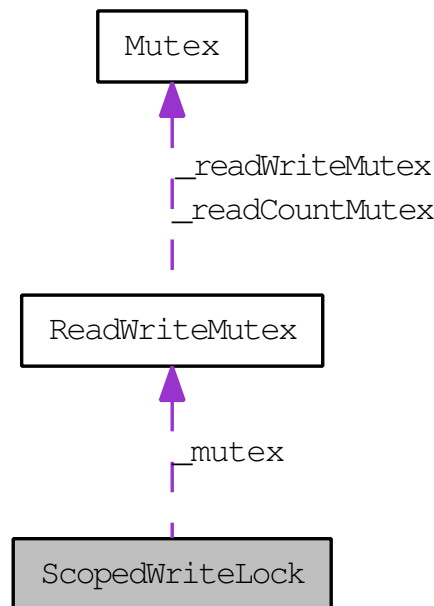 Mutex
_readWriteMutex
_readCountMutex
ReadWriteMutex
_mutex
ScopedWriteLock